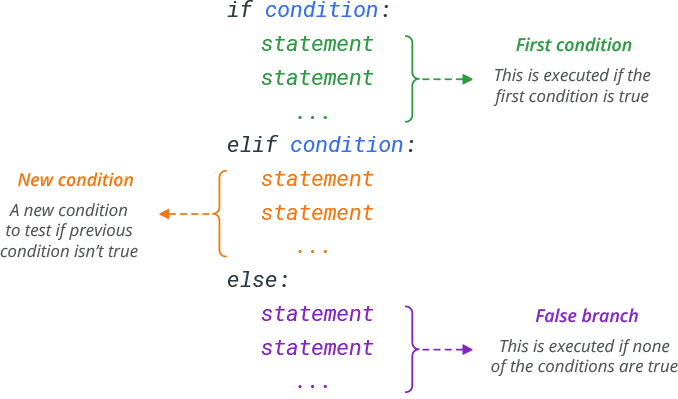 if condition:
statement
statement
...
First condition
This is executed if the
first condition is true
elif condition:
statement
statement
...
New condition
A new condition
to test if previous
condition isn’t true
else:
statement
statement
...
False branch
This is executed if none
of the conditions are true